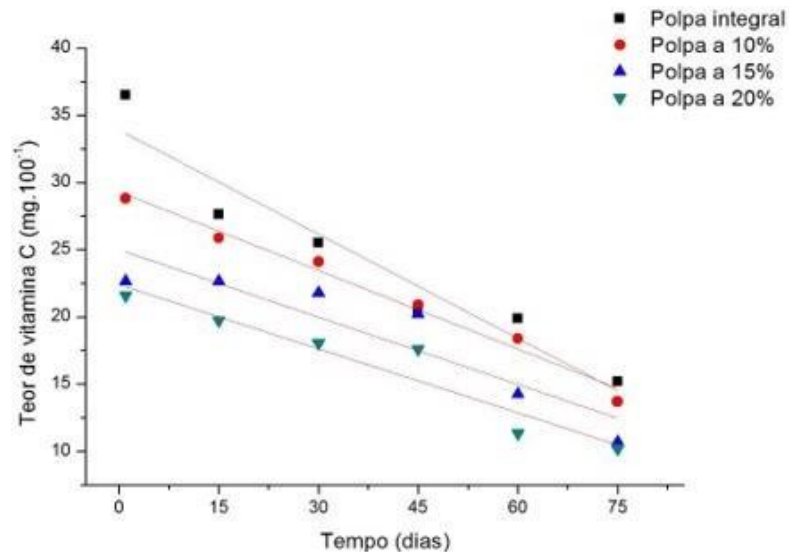 Polpa integral
Polpa a 10%
Polpa a 15%
Polpa a 20%
40
35
30
25
20
15
10
Teor de vitamina C (mg.100⁻¹)
0 15 30 45 60 75
Tempo (dias)